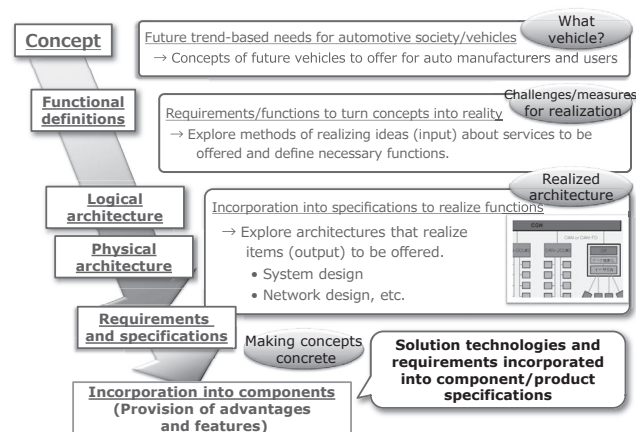 Concept
What
vehicle?
Future trend-based needs for automotive society/vehicles
→ Concepts of future vehicles to offer for auto manufacturers and users
Functional
definitions
Challenges/measures
for realization
Requirements/functions to turn concepts into reality
→ Explore methods of realizing ideas (input) about services to be
offered and define necessary functions.
Logical
architecture
Physical
architecture
Realized
architecture
Incorporation into specifications to realize functions
→ Explore architectures that realize
items (output) to be offered.
• System design
• Network design, etc.
Requirements
and specifications
Making concepts
concrete
Solution technologies and
requirements incorporated
into component/product
specifications
Incorporation into components
(Provision of advantages
and features)